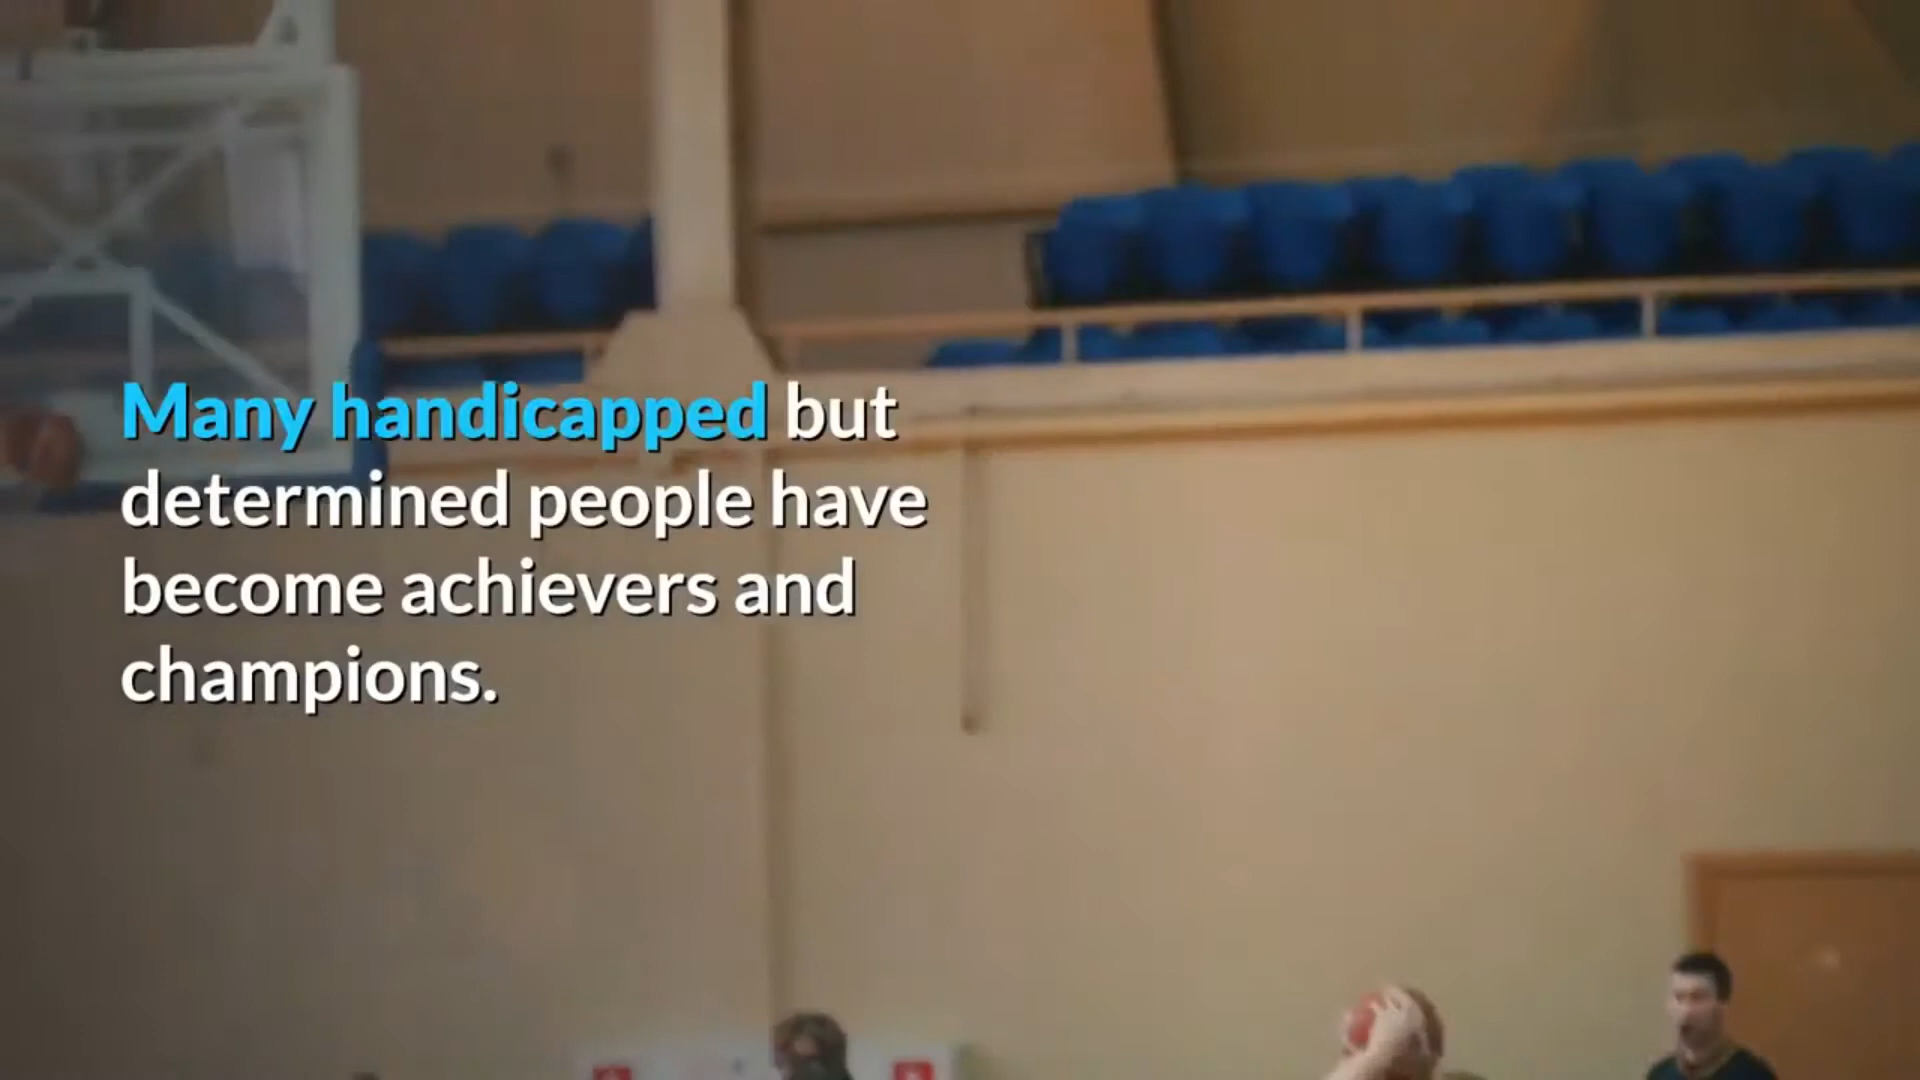 Many handicapped but
determined people have
become achievers and
champions.